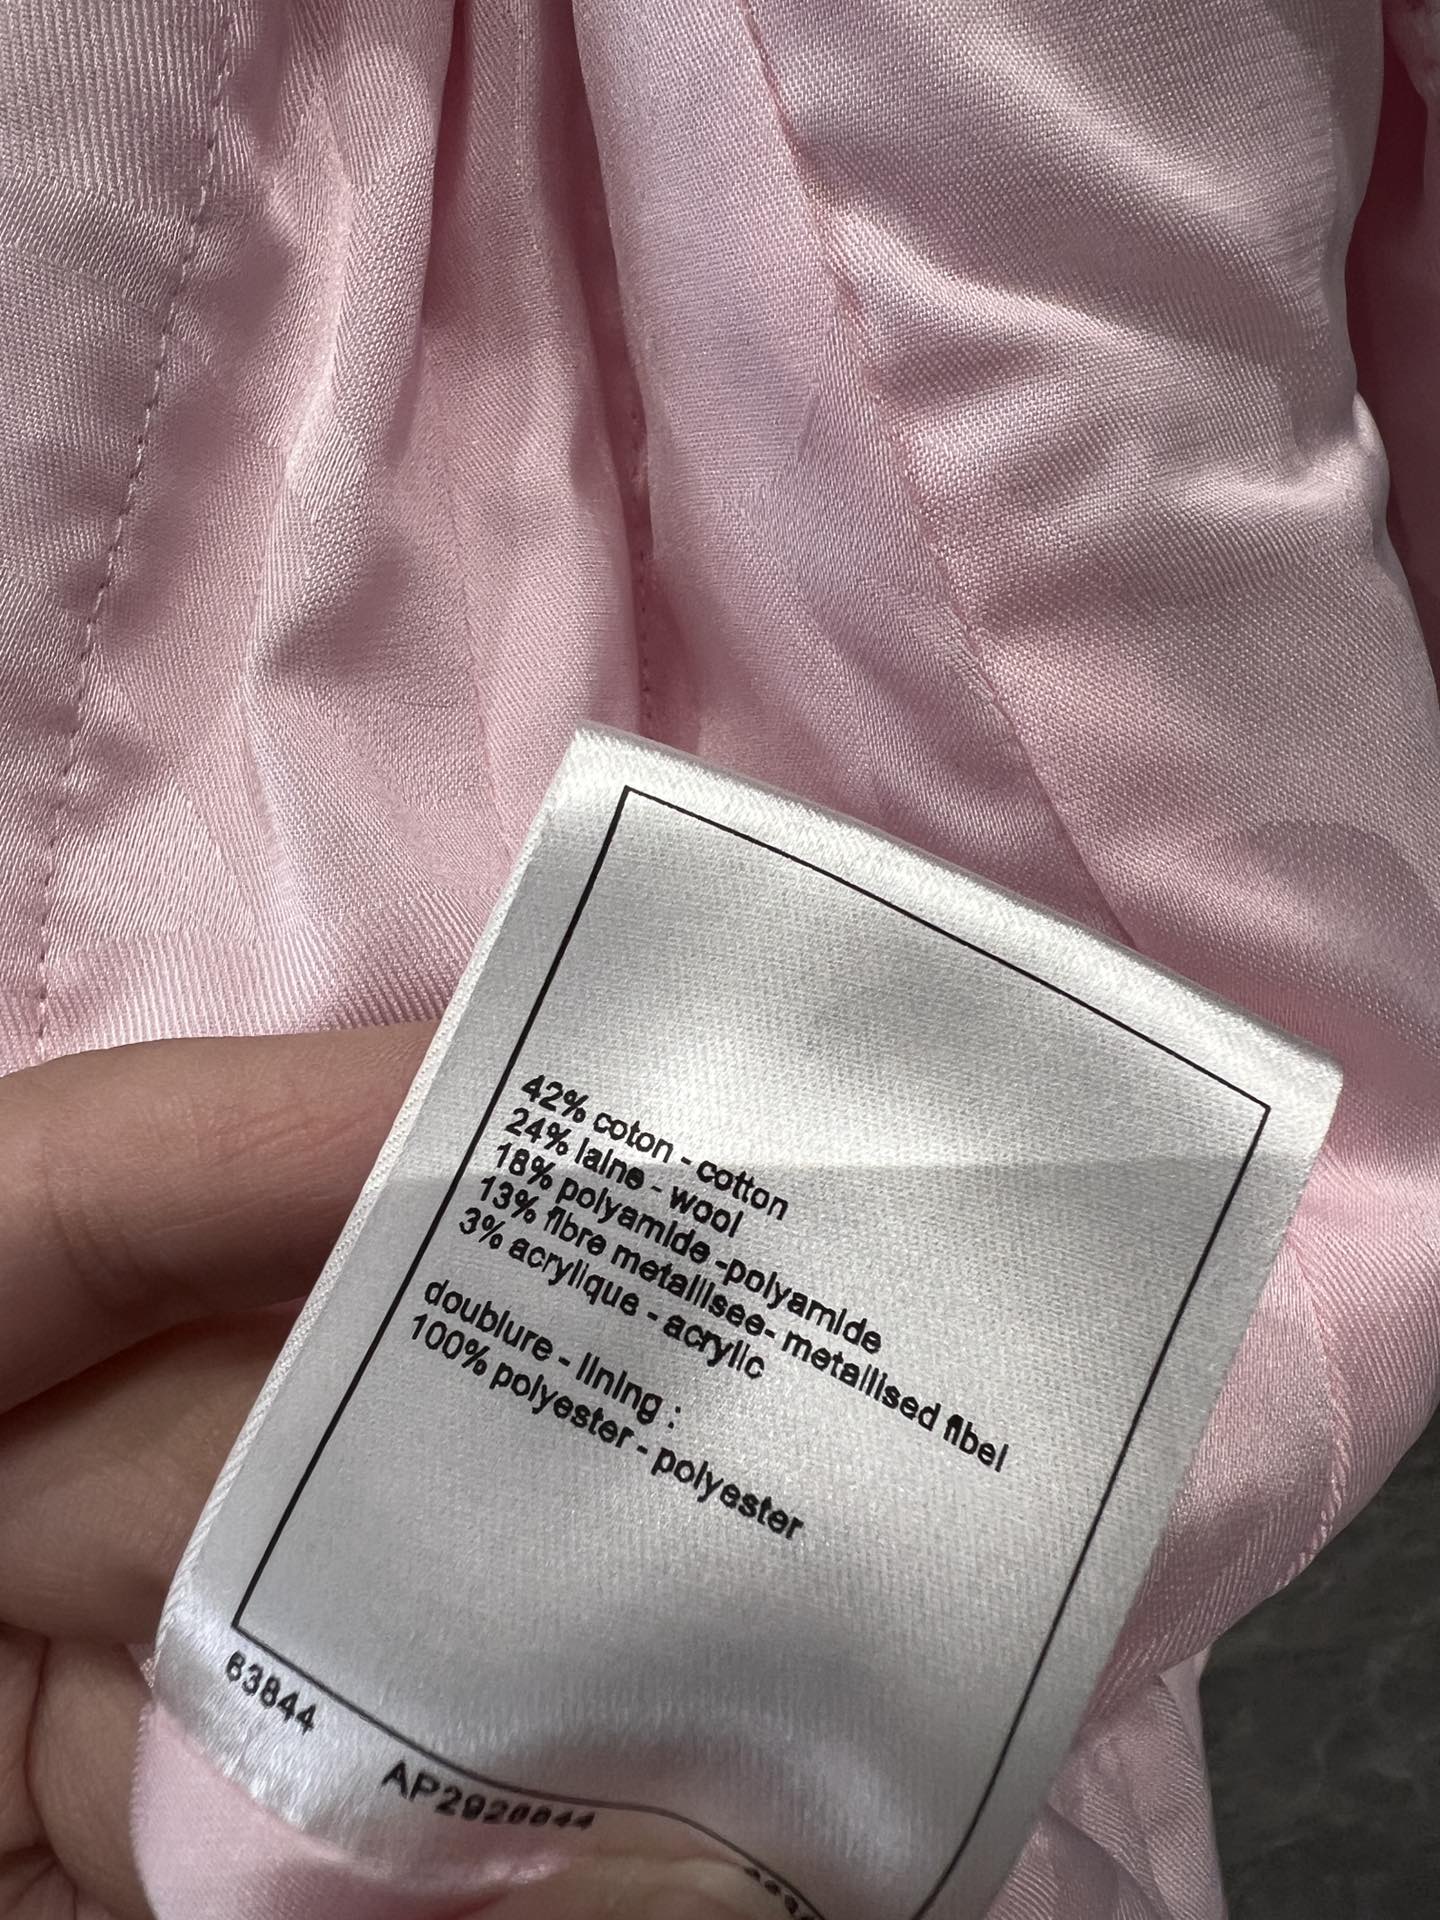 42% coton - cotton
24% laine - wool
18% polyamide -polyamide
13% fibre metallisee- metallised fibel
3% acrylique - acrylic
doublure - lining :
100% polyester - polyester
63844